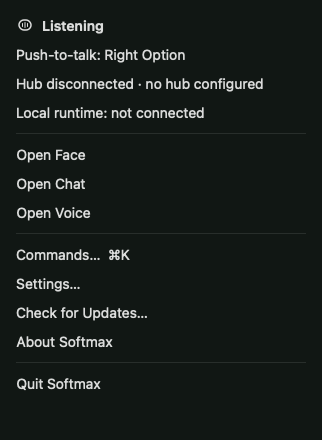 Listening
Push-to-talk: Right Option
Hub disconnected · no hub configured
Local runtime: not connected
Open Face
Open Chat
Open Voice
Commands... ⌘K
Settings...
Check for Updates...
About Softmax
Quit Softmax